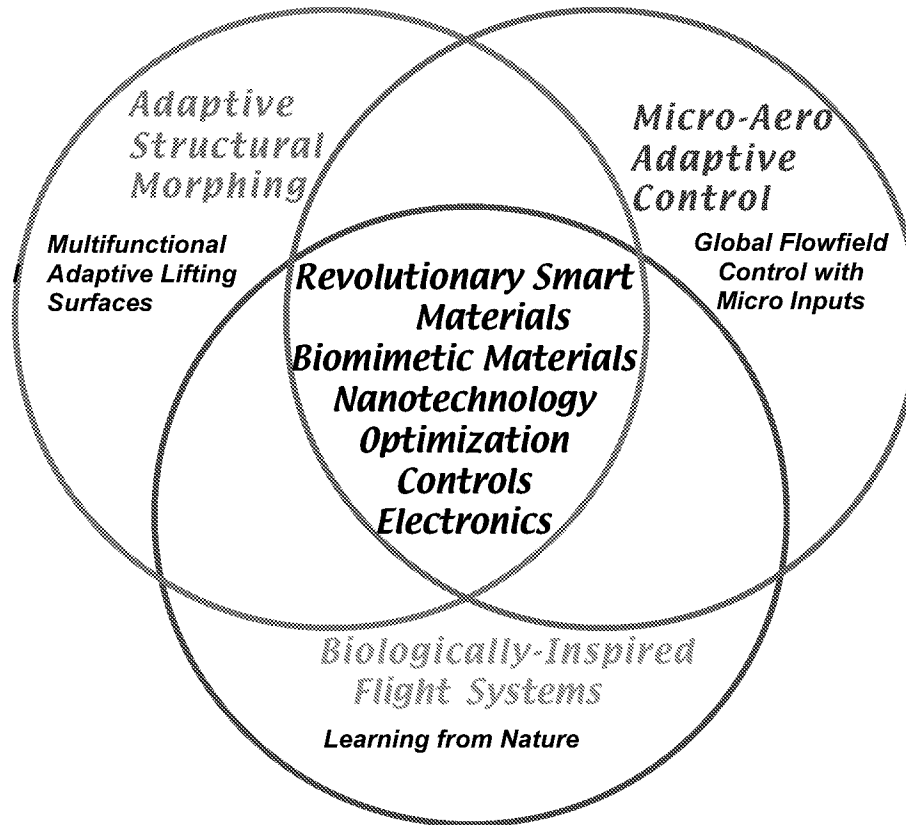 Adaptive
Structural
Morphing
Multifunctional
Adaptive Lifting
Surfaces
Micro-Aero
Adaptive
Control
Global Flowfield
Control with
Micro Inputs
Revolutionary Smart
Materials
Biomimetic Materials
Nanotechnology
Optimization
Controls
Electronics
Biologically-Inspired
Flight Systems
Learning from Nature